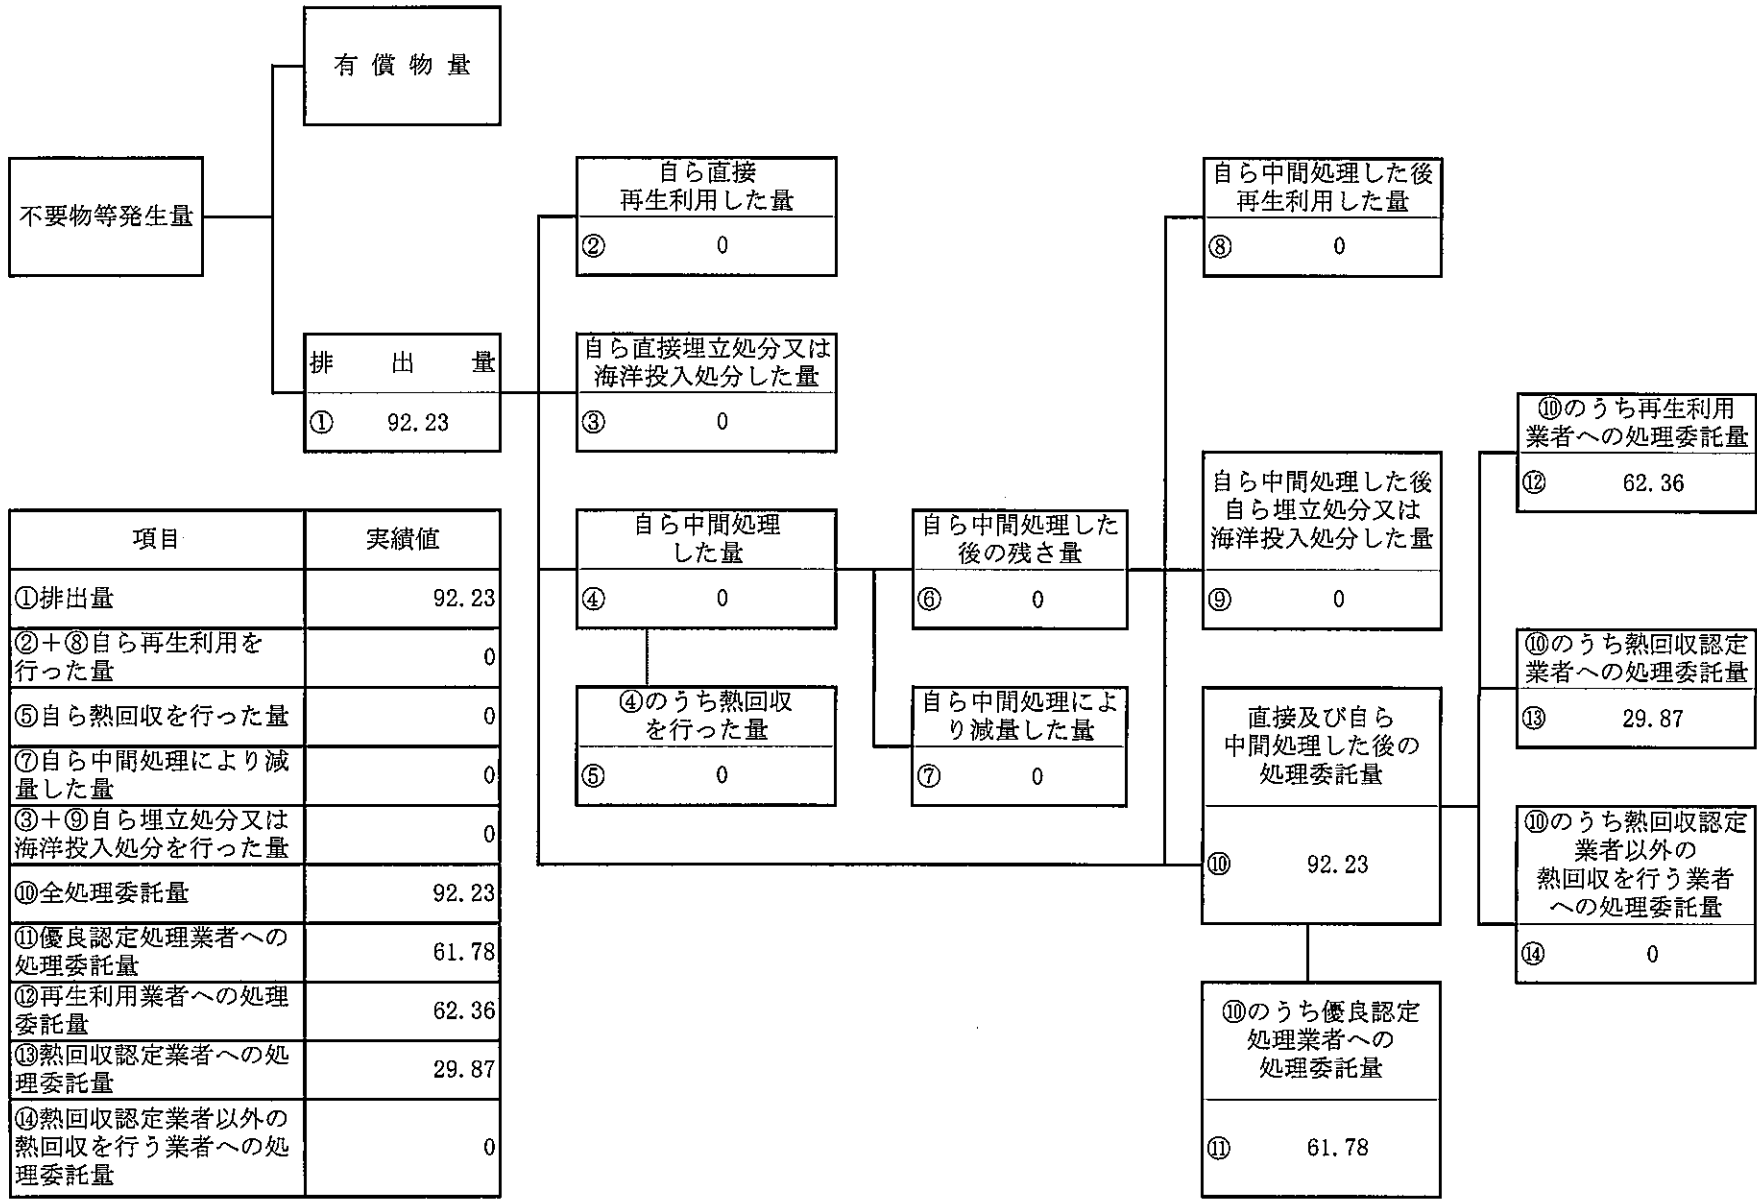 有償物量
不要物等発生量
排出量
① 92.23
自ら直接
再生利用した量
② 0
自ら直接埋立処分又は
海洋投入処分した量
③ 0
自ら中間処理
した量
④ 0
④のうち熱回収
を行った量
⑤ 0
自ら中間処理した
後の残さ量
⑥ 0
自ら中間処理によ
り減量した量
⑦ 0
自ら中間処理した後
再生利用した量
⑧ 0
自ら中間処理した後
自ら埋立処分又は
海洋投入処分した量
⑨ 0
直接及び自ら
中間処理した後の
処理委託量
⑩ 92.23
⑩のうち優良認定
処理業者への
処理委託量
⑪ 61.78
⑩のうち再生利用
業者への処理委託量
⑫ 62.36
⑩のうち熱回収認定
業者への処理委託量
⑬ 29.87
⑩のうち熱回収認定
業者以外の
熱回収を行う業者
への処理委託量
⑭ 0
項目 実績値
①排出量 92.23
②+⑧自ら再生利用を
行った量 0
⑤自ら熱回収を行った量 0
⑦自ら中間処理により減
量した量 0
③+⑨自ら埋立処分又は
海洋投入処分を行った量 0
⑩全処理委託量 92.23
⑪優良認定処理業者への
処理委託量 61.78
⑫再生利用業者への処理
委託量 62.36
⑬熱回収認定業者への処
理委託量 29.87
⑭熱回収認定業者以外の
熱回収を行う業者への処
理委託量 0